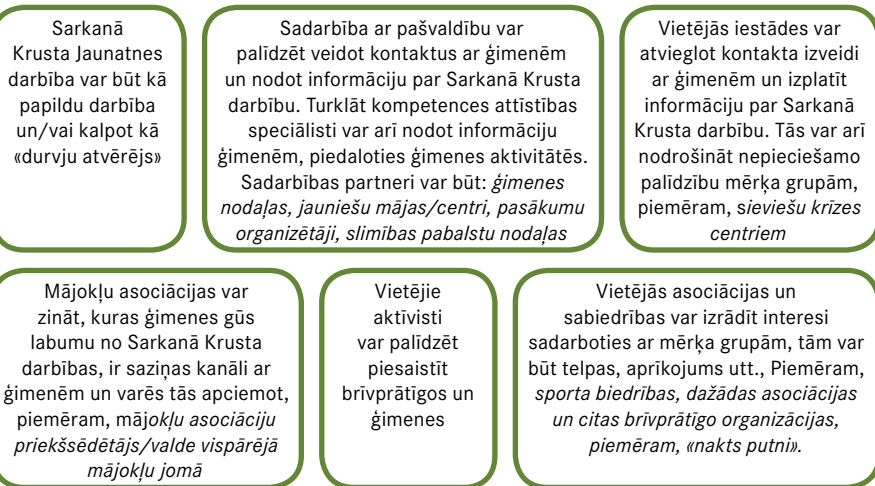 Sarkanā
Krusta Jaunatnes
darbība var būt kā
papildu darbība
un/vai kalpot kā
«durvju atvērējs»
Sadarbība ar pašvaldību var
palīdzēt veidot kontaktus ar ģimenēm
un nodot informāciju par Sarkanā Krusta
darbību. Turklāt kompetences attīstības
speciālisti var arī nodot informāciju
ģimenēm, piedaloties ģimenes aktivitātēs.
Sadarbības partneri var būt: ģimenes
nodaļas, jauniešu mājas/centri, pasākumu
organizētāji, slimības pabalstu nodaļas
Vietējās iestādes var
atvieglot kontakta izveidi
ar ģimenēm un izplatīt
informāciju par Sarkanā
Krusta darbību. Tās var arī
nodrošināt nepieciešamo
palīdzību mērķa grupām,
piemēram, sieviešu krīzes
centriem
Mājokļu asociācijas var
zināt, kuras ģimenes gūs
labumu no Sarkanā Krusta
darbības, ir saziņas kanāli ar
ģimenēm un varēs tās apciemot,
piemēram, mājokļu asociāciju
priekšsēdētājs/valde vispārējā
mājokļu jomā
Vietējie
aktīvisti
var palīdzēt
piesaistīt
brīvprātīgos un
ģimenes
Vietējās asociācijas un
sabiedrības var izrādīt interesi
sadarboties ar mērķa grupām, tām var
būt telpas, aprīkojums utt., Piemēram,
sporta biedrības, dažādas asociācijas
un citas brīvprātīgo organizācijas,
piemēram, «nakts putni».